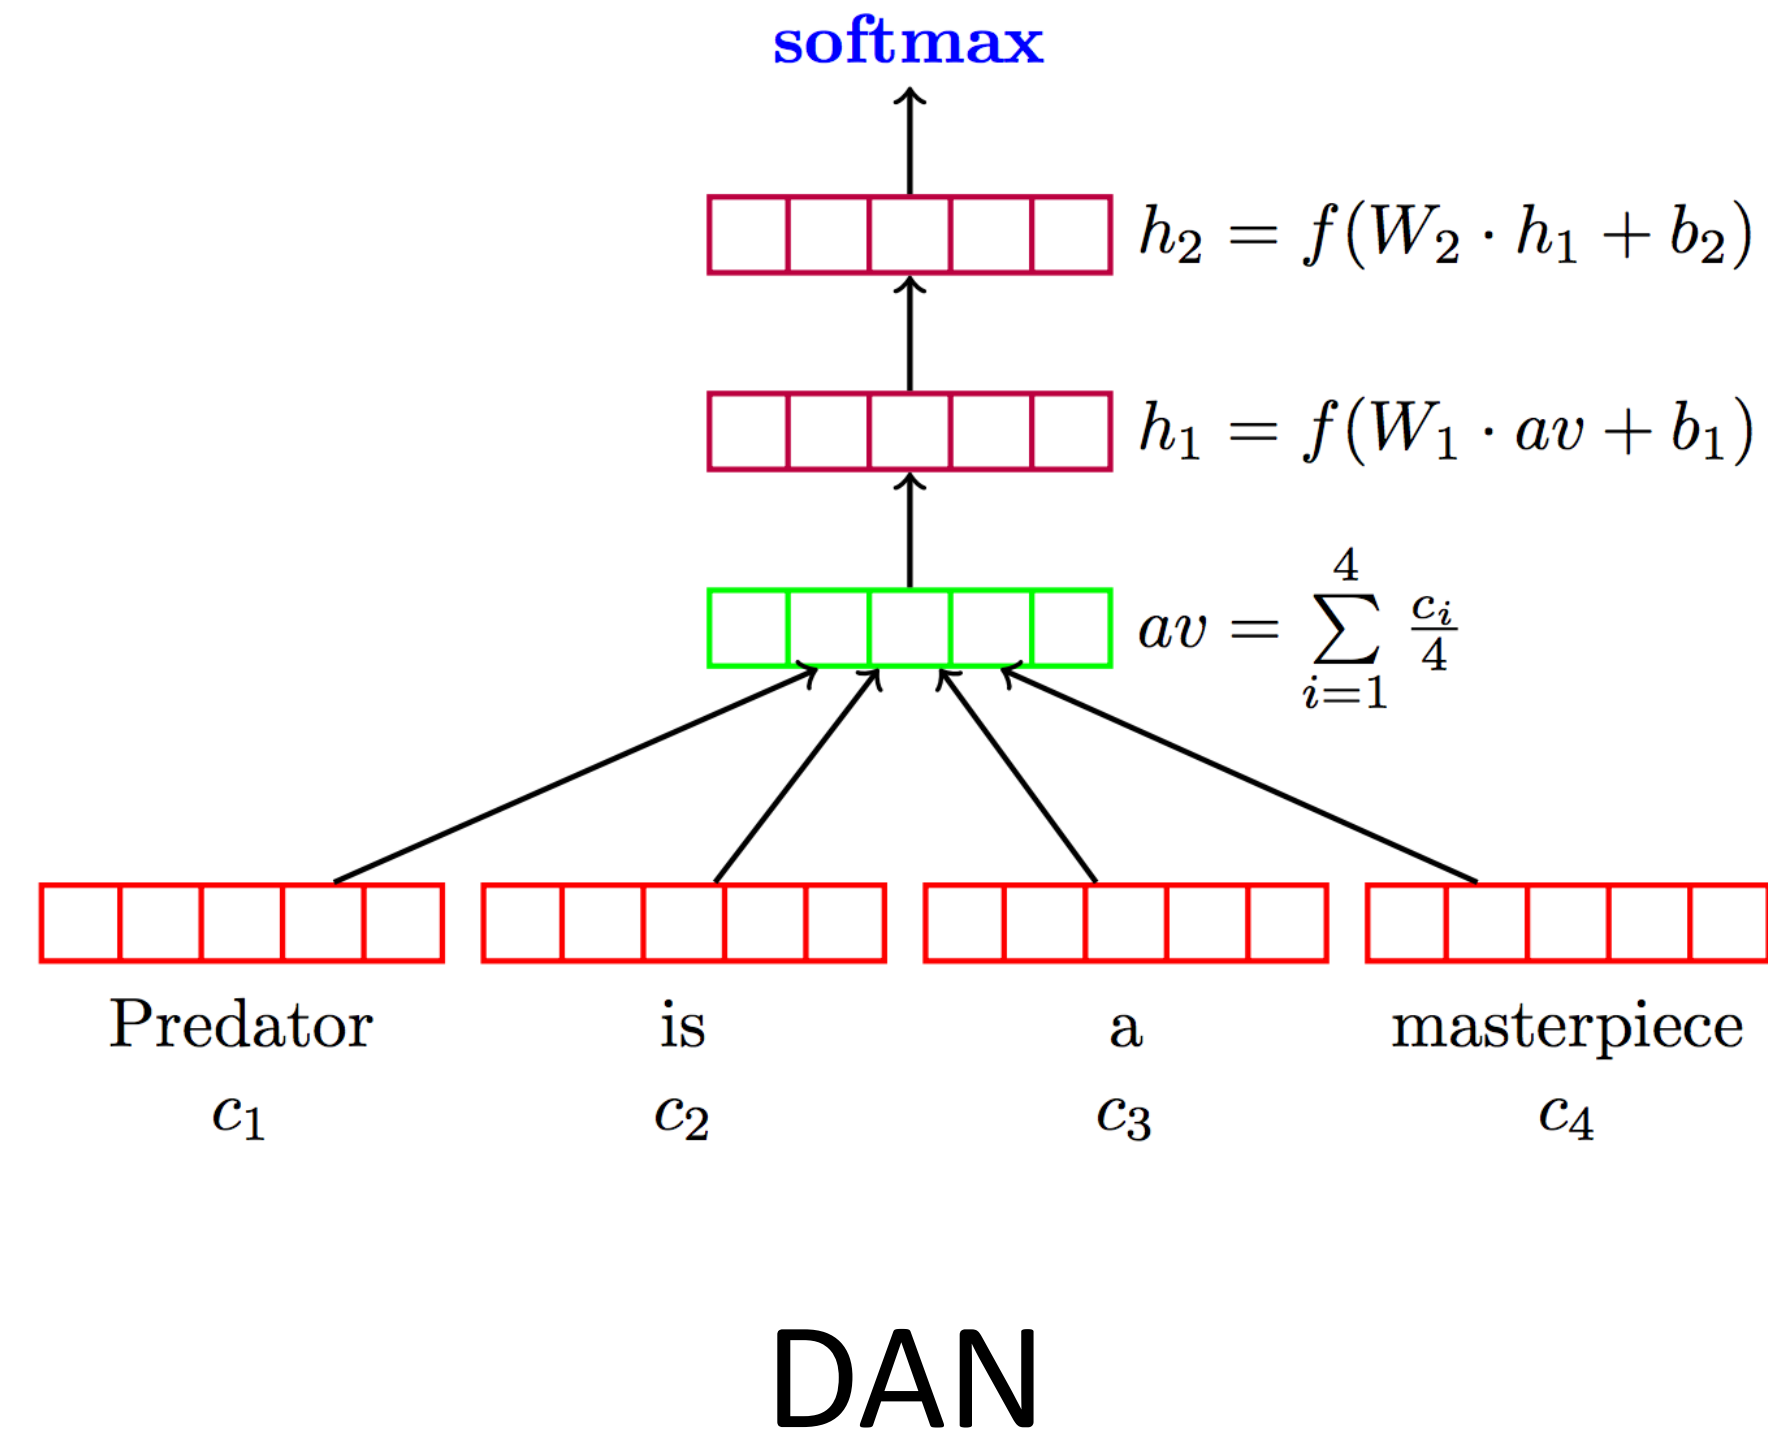 softmax
h₂ = f(W₂ · h₁ + b₂)
h₁ = f(W₁ · av + b₁)
av = ∑_{i=1}^{4} c_i/4
Predator is a masterpiece
c₁ c₂ c₃ c₄
DAN